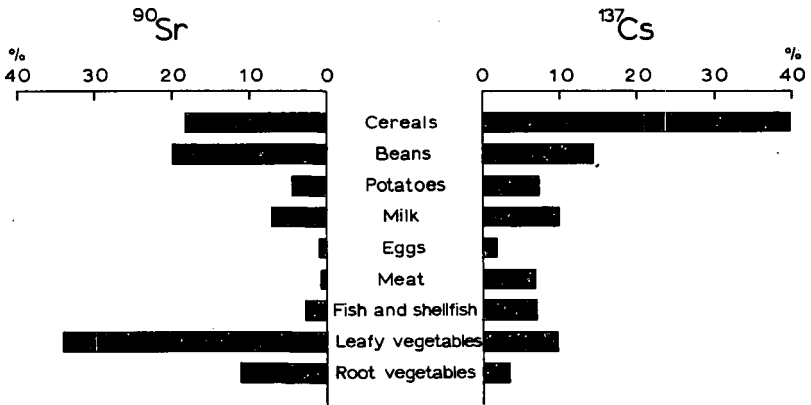 90Sr 137Cs
% %
40 30 20 10 0 0 10 20 30 40
Cereals
Beans
Potatoes
Milk
Eggs
Meat
Fish and shellfish
Leafy vegetables
Root vegetables